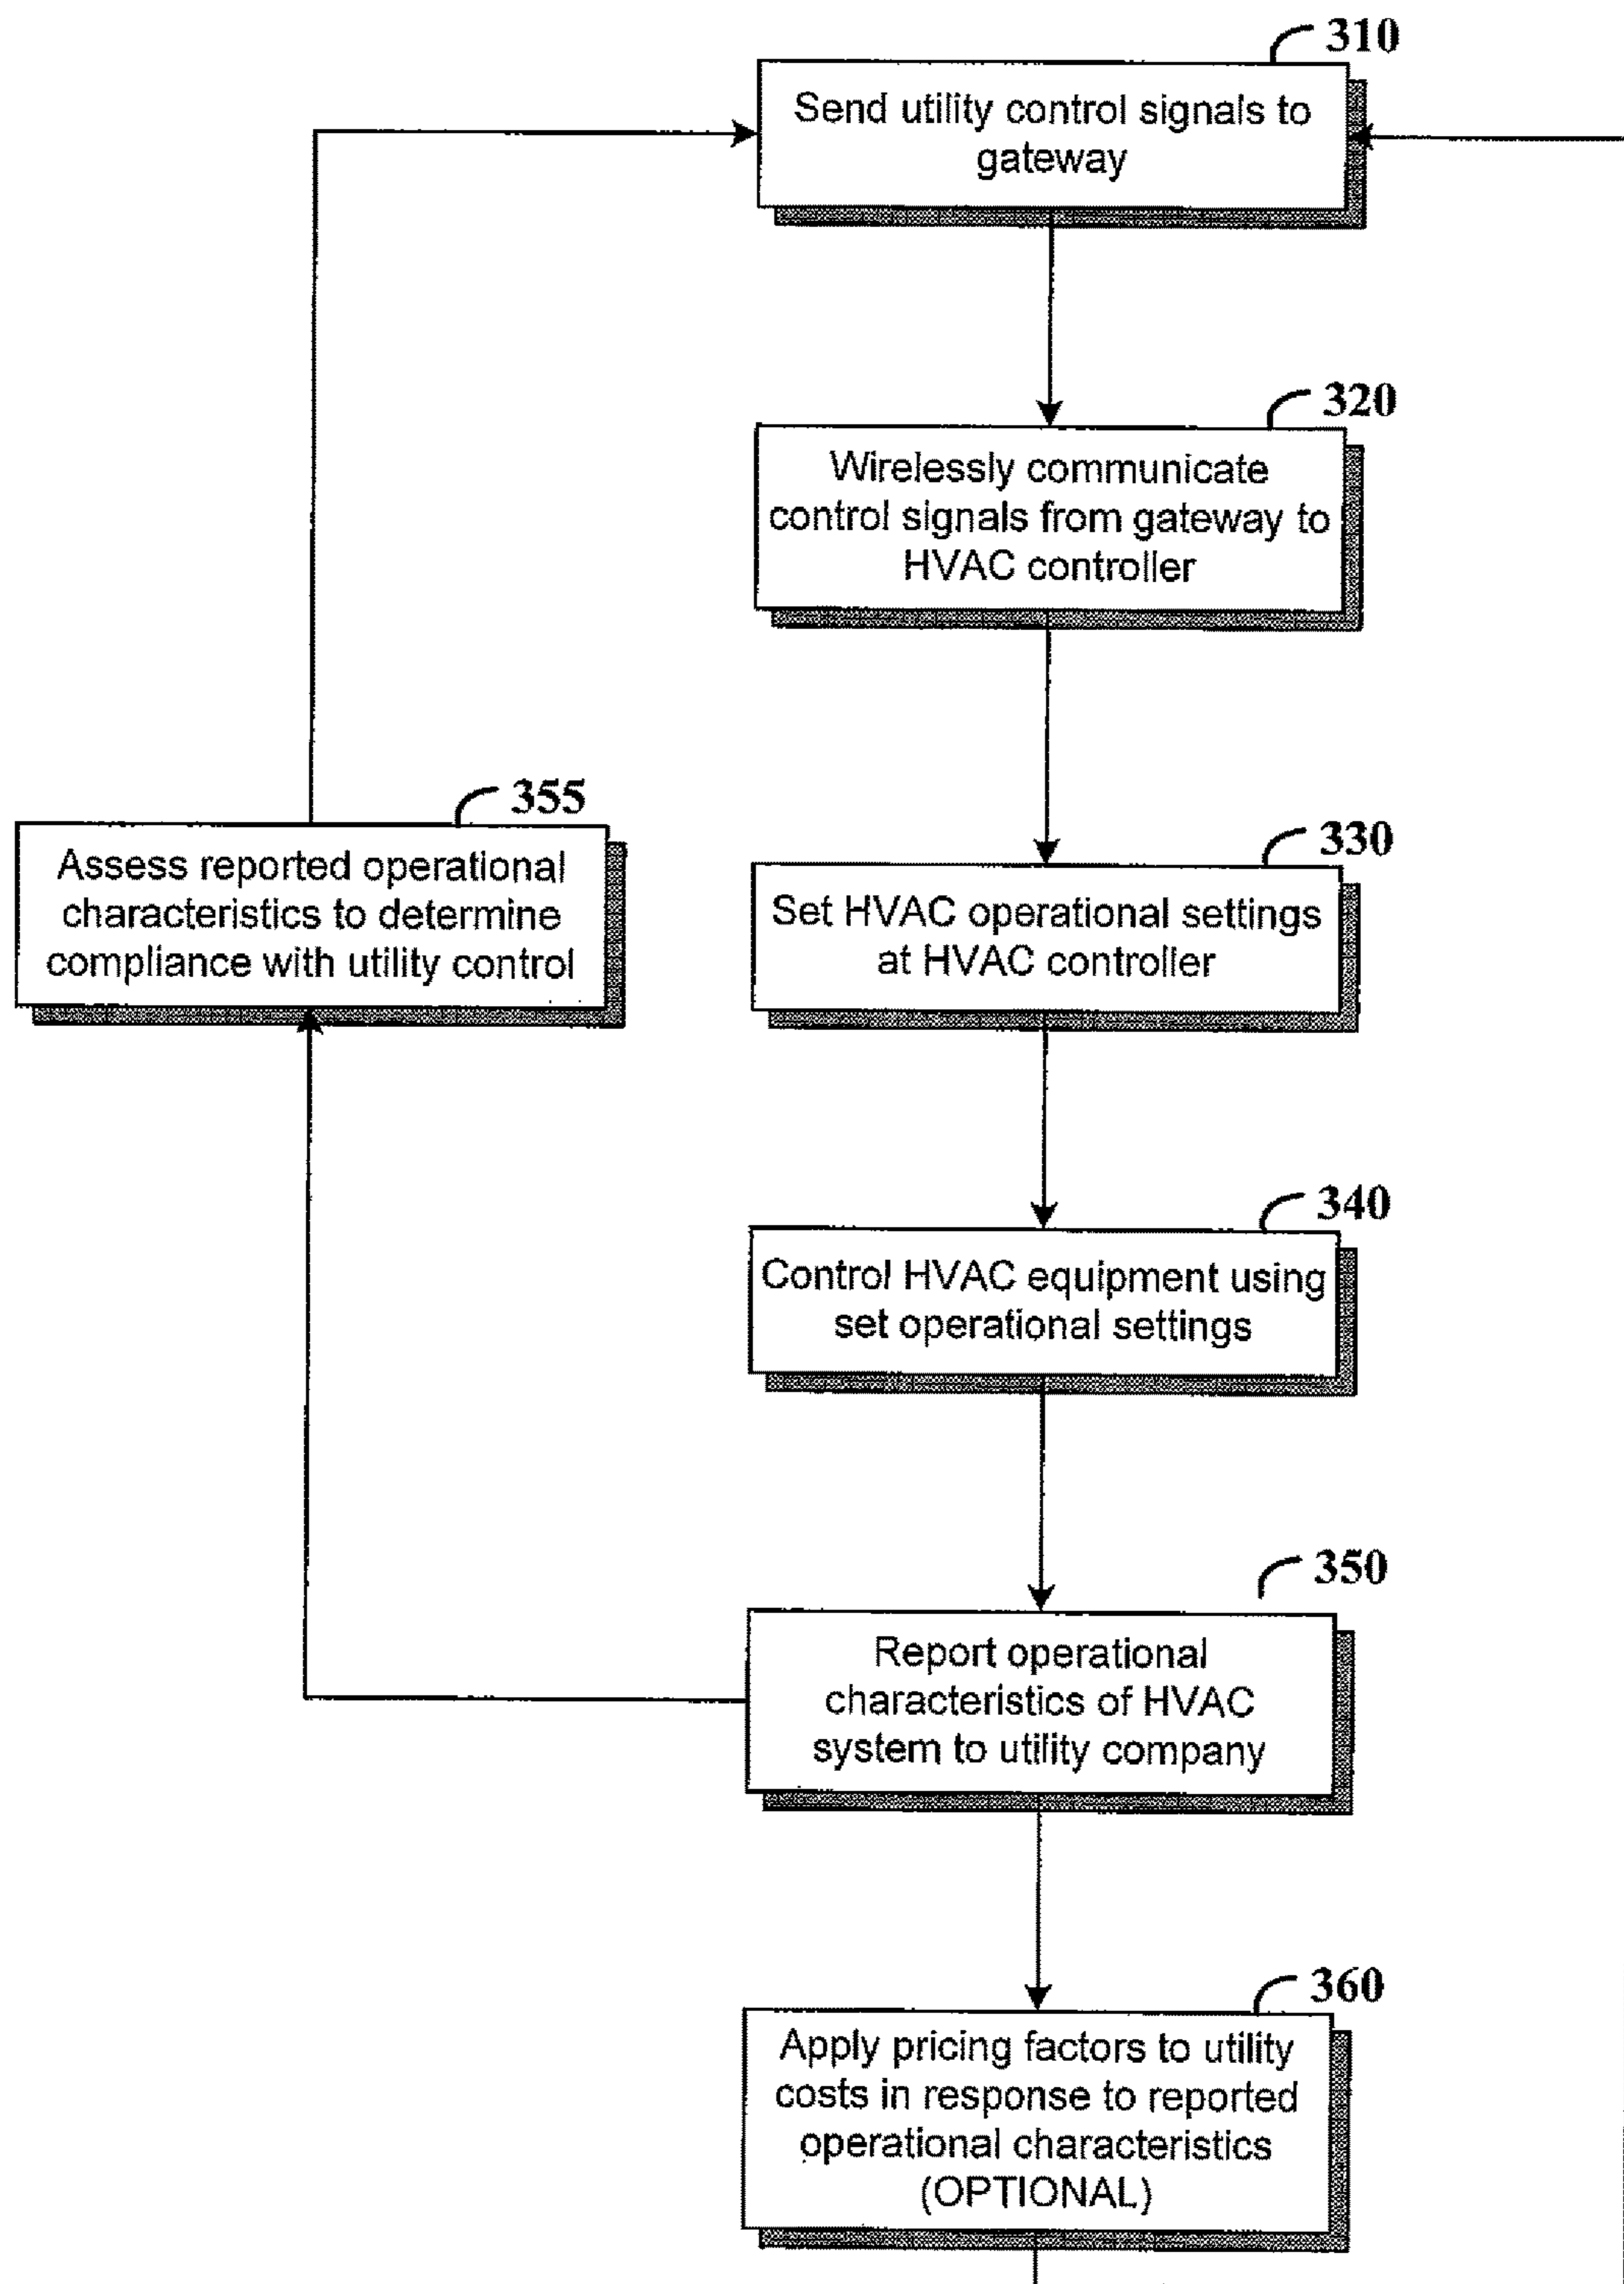 310
Send utility control signals to
gateway
320
Wirelessly communicate
control signals from gateway to
HVAC controller
355
Assess reported operational
characteristics to determine
compliance with utility control
330
Set HVAC operational settings
at HVAC controller
340
Control HVAC equipment using
set operational settings
350
Report operational
characteristics of HVAC
system to utility company
360
Apply pricing factors to utility
costs in response to reported
operational characteristics
(OPTIONAL)